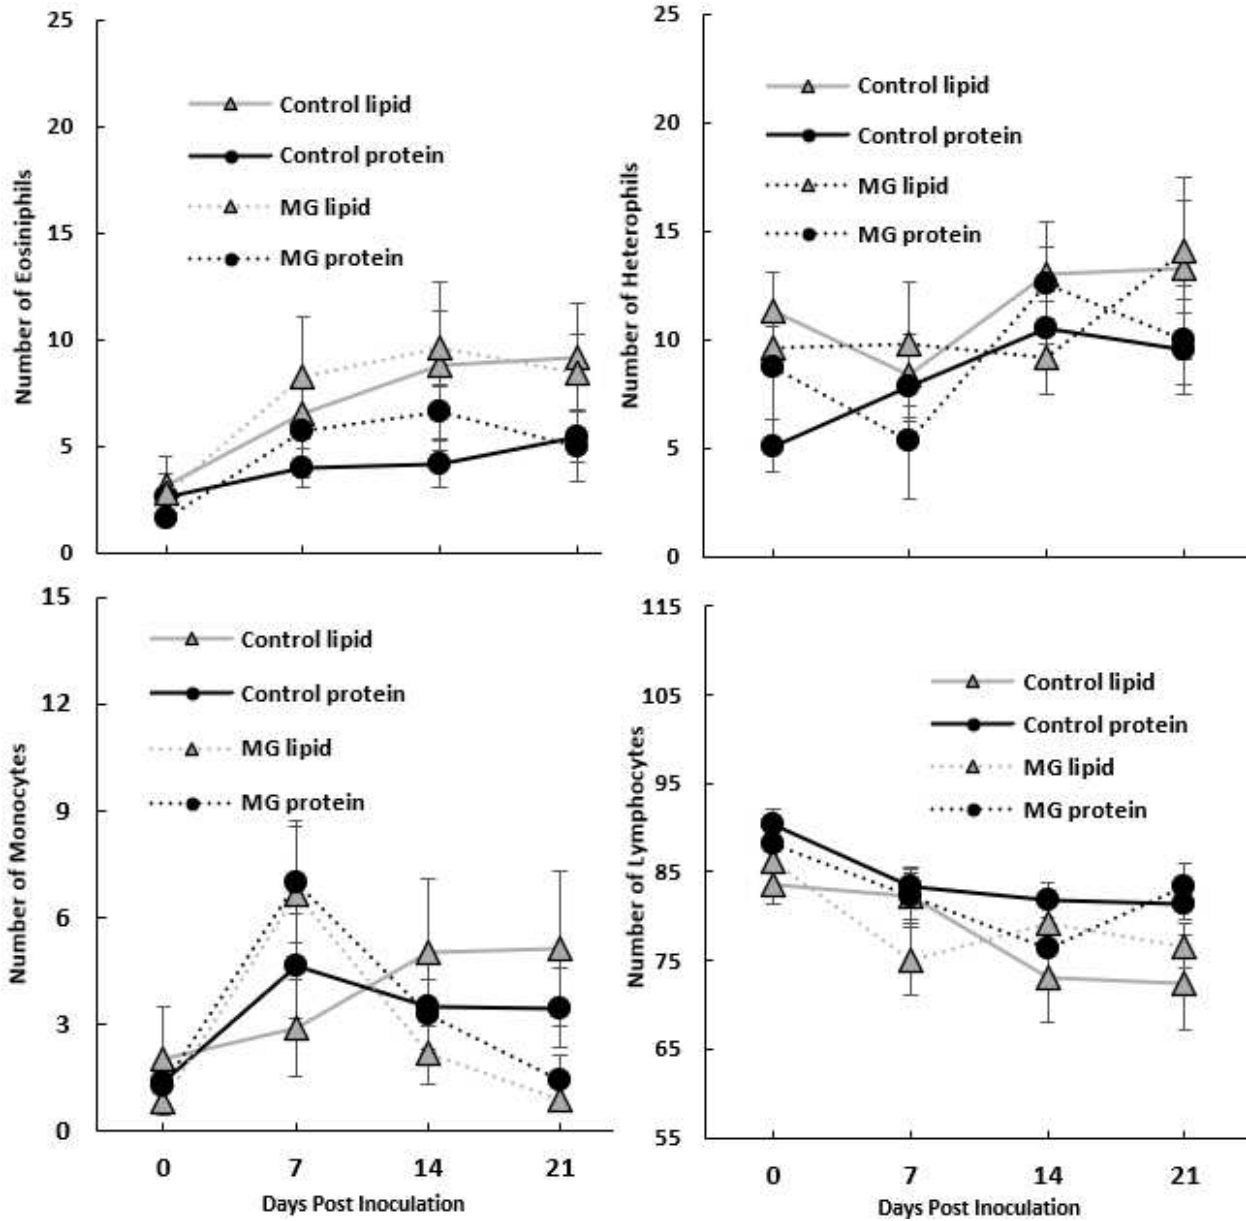 25
20
15
10
5
0
Number of Eosiniphils
Control lipid
Control protein
MG lipid
MG protein
25
20
15
10
5
0
Number of Heterophils
Control lipid
Control protein
MG lipid
MG protein
15
12
9
6
3
0
Number of Monocytes
Control lipid
Control protein
MG lipid
MG protein
0 7 14 21
Days Post Inoculation
115
105
95
85
75
65
55
Number of Lymphocytes
Control lipid
Control protein
MG lipid
MG protein
0 7 14 21
Days Post Inoculation